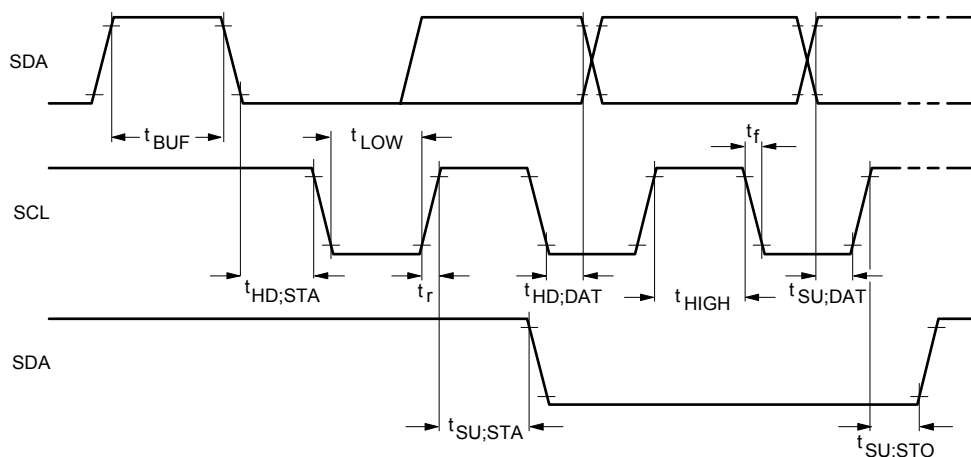 SDA
t BUF
t LOW
t f
SCL
t HD;STA
t r
t HD;DAT
t HIGH
t SU;DAT
SDA
t SU;STA
t SU;STO